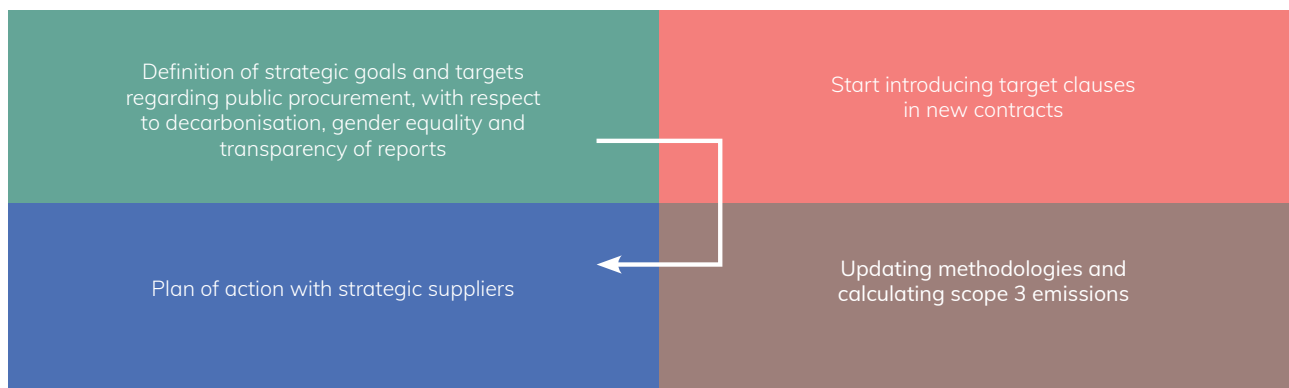 Definition of strategic goals and targets
regarding public procurement, with respect
to decarbonisation, gender equality and
transparency of reports
Start introducing target clauses
in new contracts
Plan of action with strategic suppliers
Updating methodologies and
calculating scope 3 emissions